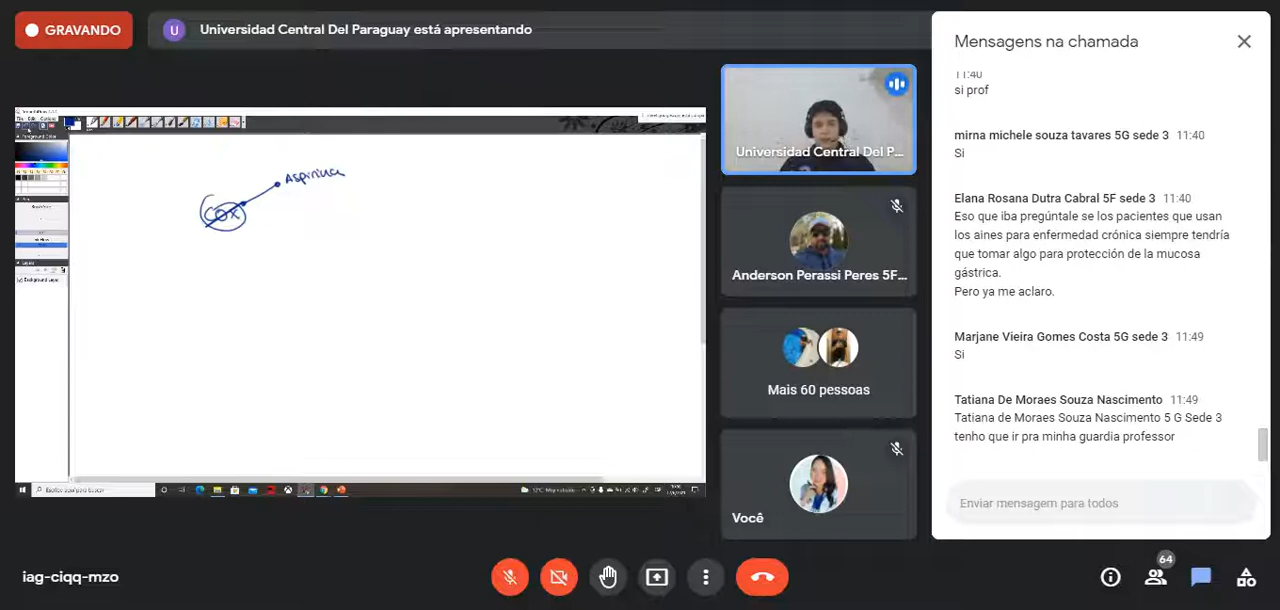 GRAVANDO
U
Universidad Central Del Paraguay está apresentando
Mensagens na chamada
11:40
si prof
mirna michele souza tavares 5G sede 3 11:40
Si
Elana Rosana Dutra Cabral 5F sede 3 11:40
Eso que iba pregúntale se los pacientes que usan
los aines para enfermedad crónica siempre tendría
que tomar algo para protección de la mucosa
gástrica.
Pero ya me aclaro.
Marjane Vieira Gomes Costa 5G sede 3 11:49
Si
Tatiana De Moraes Souza Nascimento 11:49
Tatiana de Moraes Souza Nascimento 5 G Sede 3
tenho que ir pra minha guardia professor
Enviar mensagem para todos
Aspirina
COX
Universidad Central Del P...
Anderson Perassi Peres 5F...
Mais 60 pessoas
Você
iag-ciqq-mzo
64